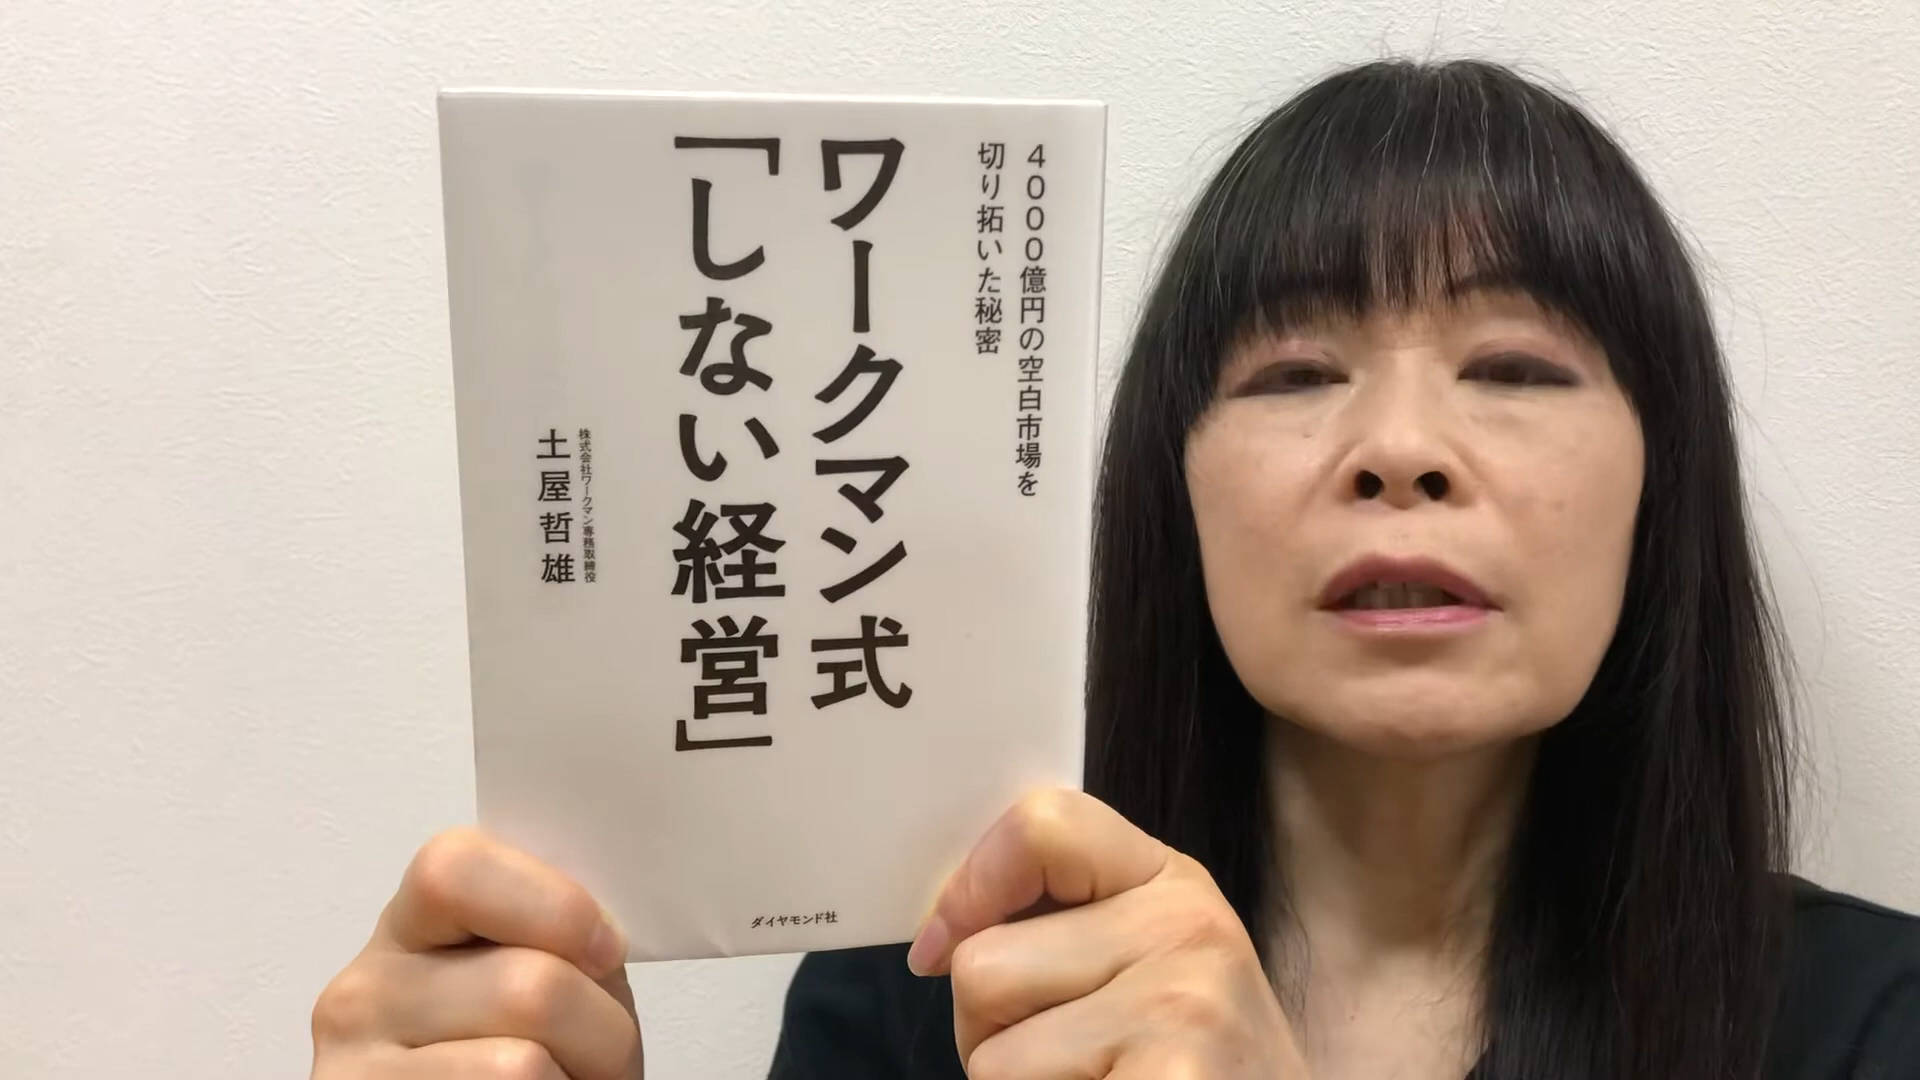 ４０００億円の空白市場を
切り拓いた秘密
ワークマン式
「しない経営」
株式会社ワークマン専務取締役
土屋哲雄
ダイヤモンド社